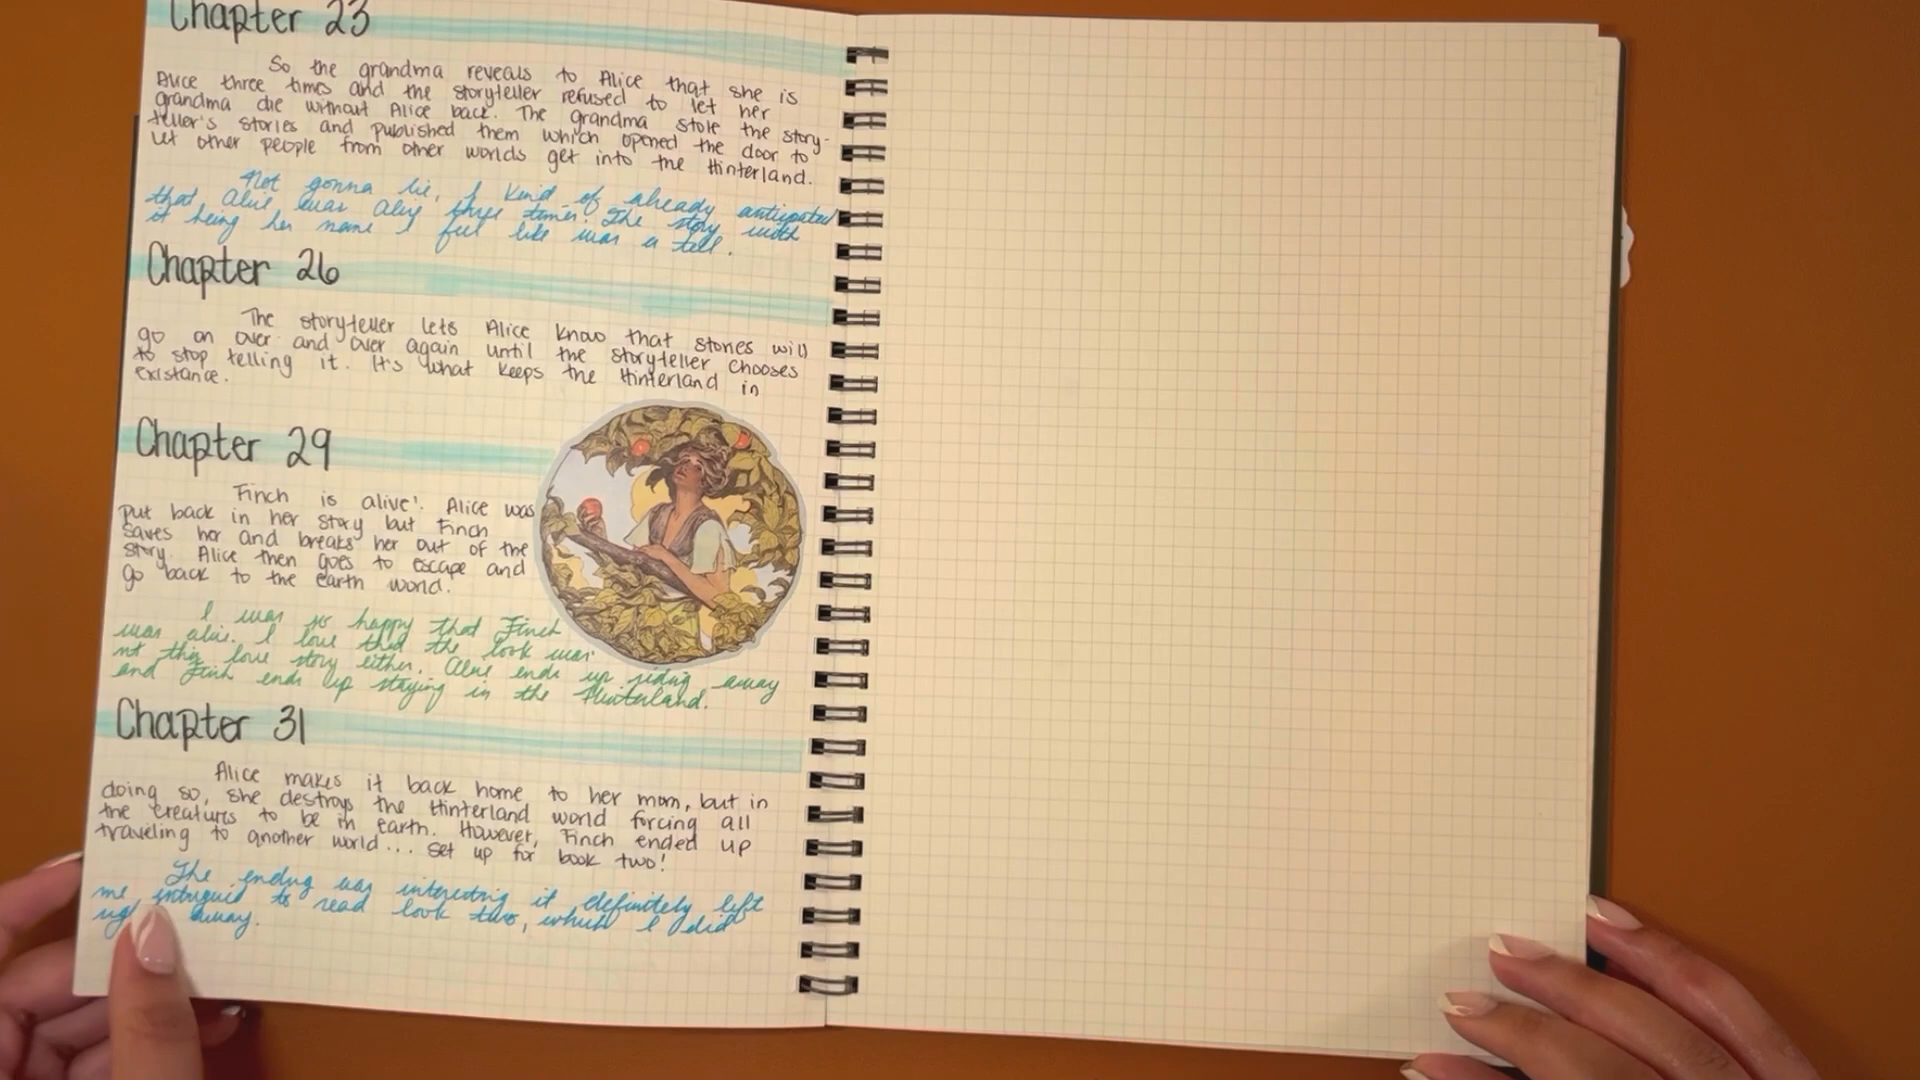 Chapter 23
So the grandma reveals to Alice that she is
Alice three times and the storyteller refused to let her
grandma die without Alice back. The grandma stole the story-
teller's stories and published them which opened the door to
let other people from other worlds get into the Hinterland.
Not gonna lie, I kind of already anticipated
that Alice was Alice three times. The story with
it being her name I feel like was a tell.
Chapter 26
The storyteller lets Alice know that stories will
go on over and over again until the storyteller chooses
to stop telling it. It's what keeps the Hinterland in
existance.
Chapter 29
Finch is alive! Alice was
put back in her story but Finch
saves her and breaks her out of the
story. Alice then goes to escape and
go back to the earth world.
I was so happy that Finch
was alive. I love that the book was
nt this love story either. Alice ends up riding away
and Finch ends up staying in the Hinterland.
Chapter 31
Alice makes it back home to her mom, but in
doing so, she destroys the Hinterland world forcing all
the creatures to be in earth. However, Finch ended up
traveling to another world... set up for book two!
The ending was interesting it definitely left
me intrigued to read book two, which I did
away.